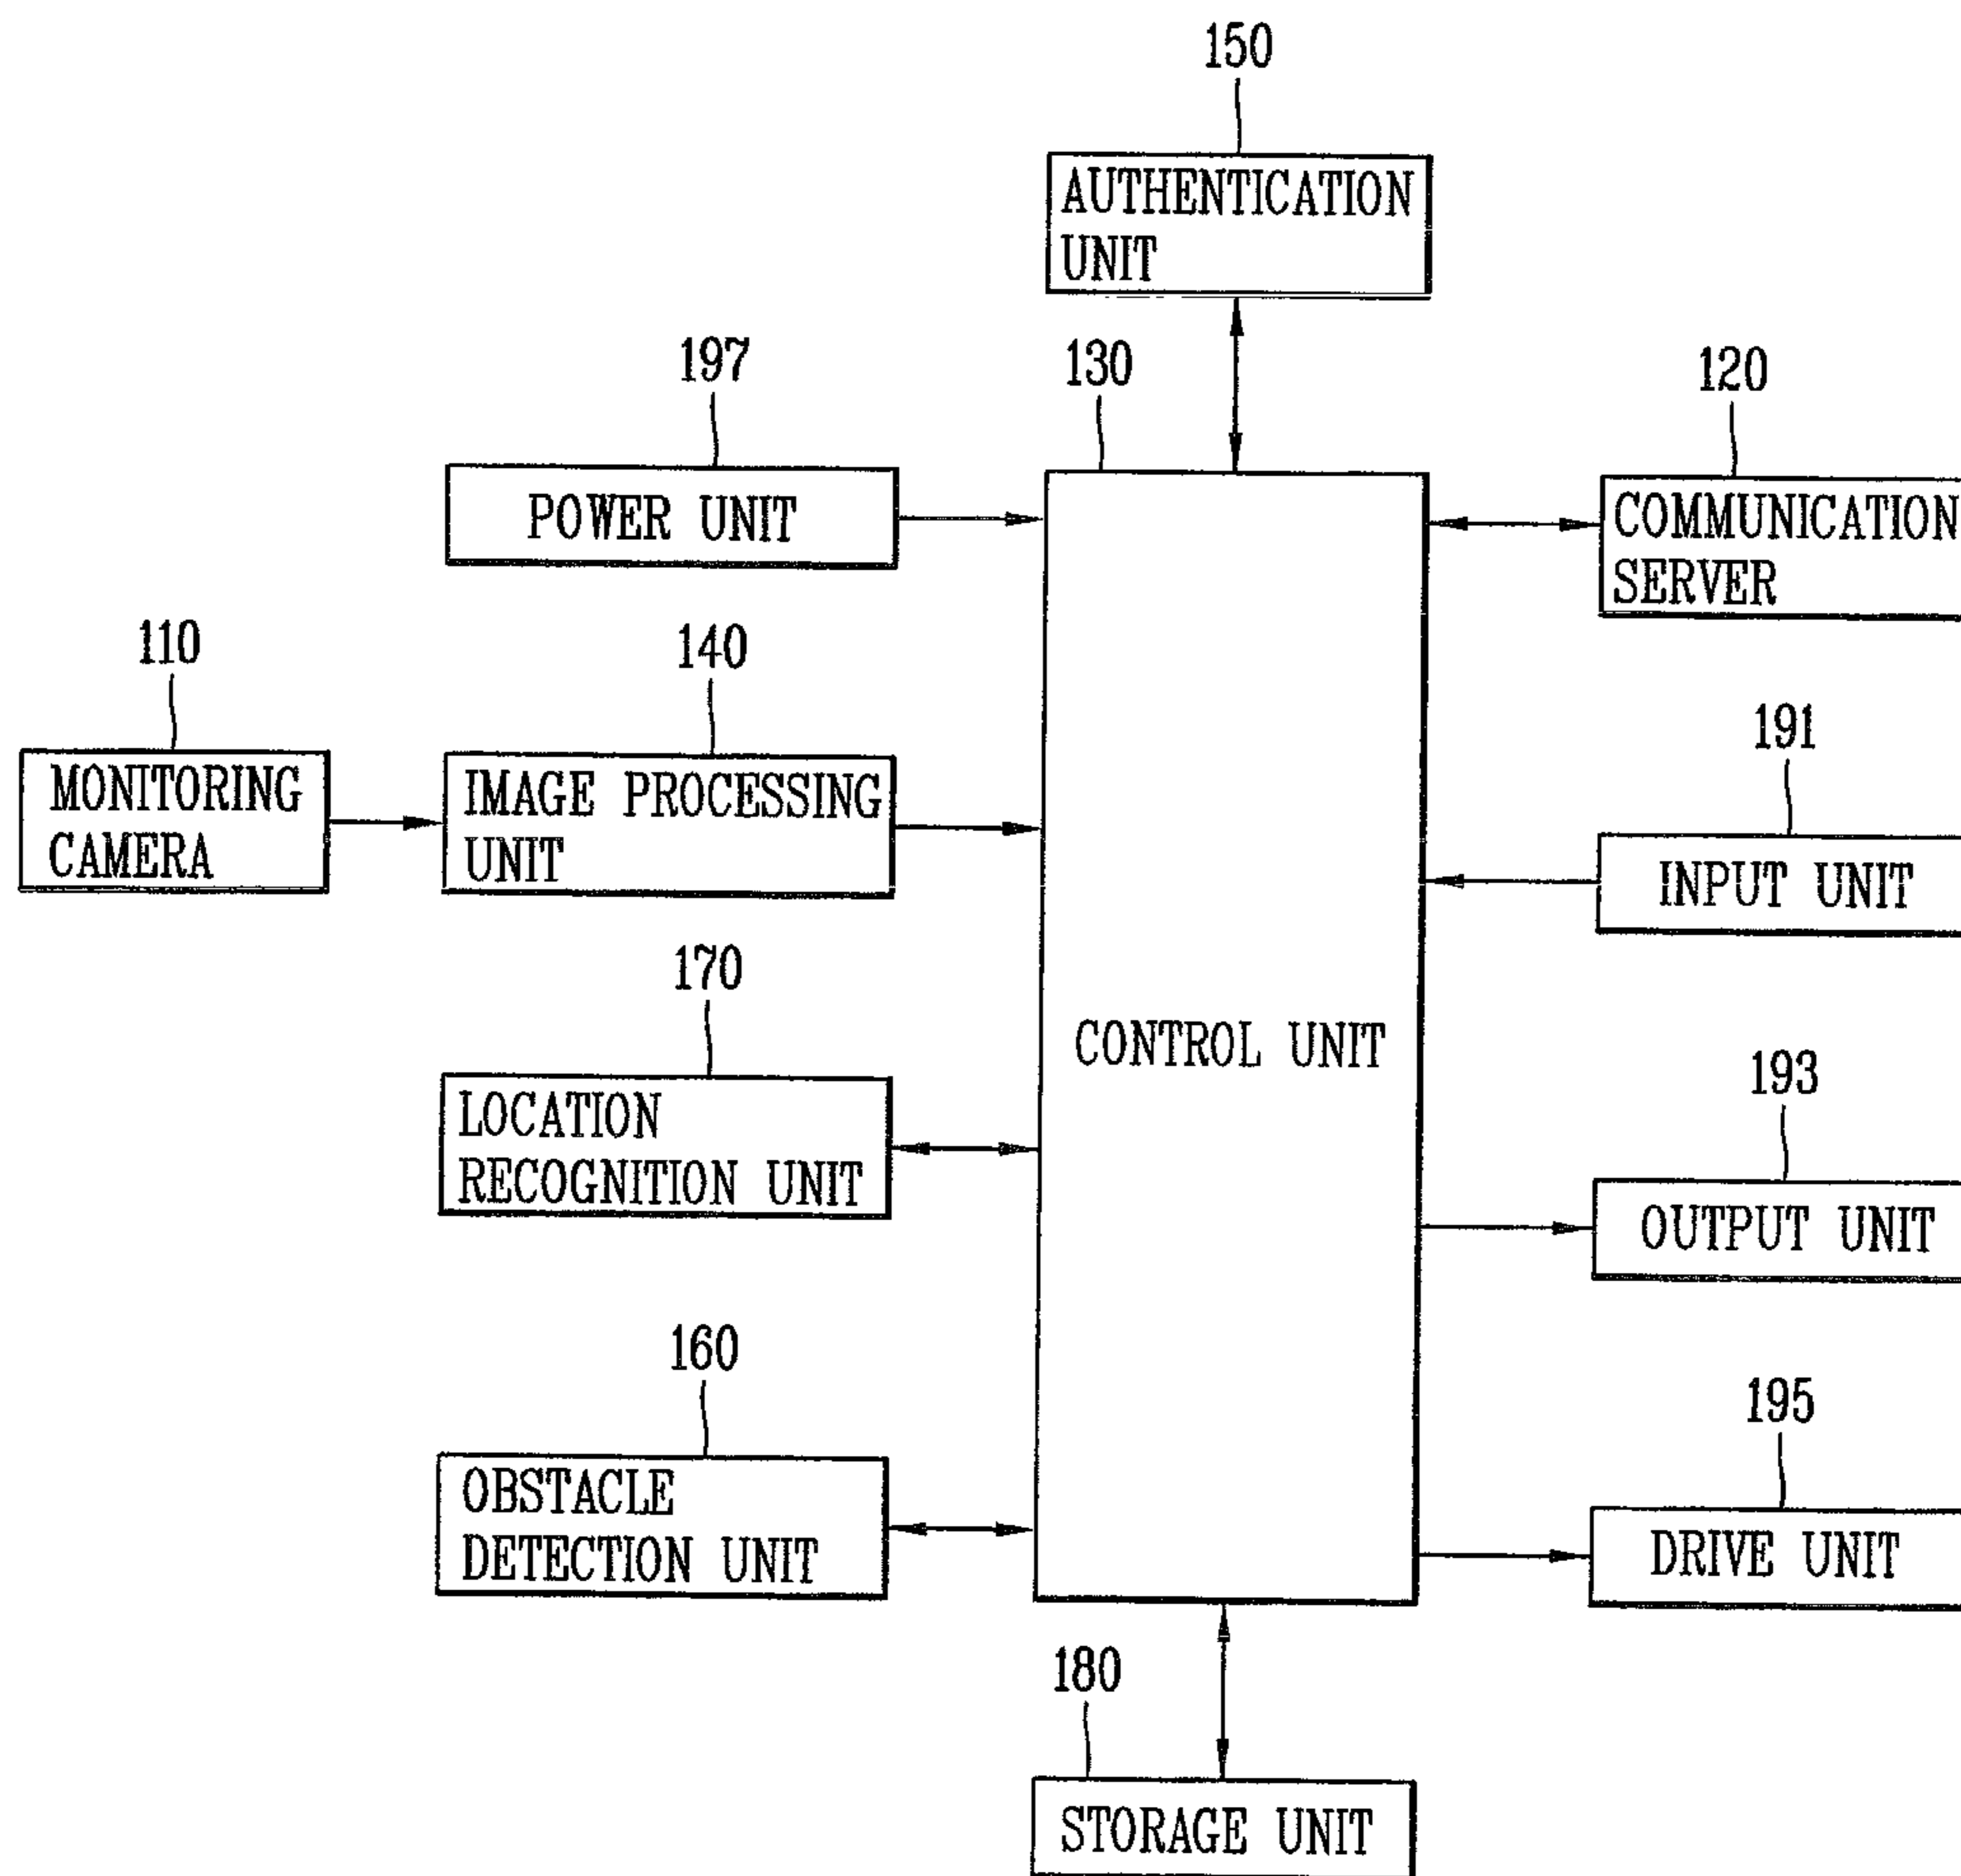 150
AUTHENTICATION
UNIT
197
130
120
POWER UNIT
COMMUNICATION
SERVER
110
140
191
MONITORING
CAMERA
IMAGE PROCESSING
UNIT
INPUT UNIT
170
CONTROL UNIT
193
LOCATION
RECOGNITION UNIT
OUTPUT UNIT
160
195
OBSTACLE
DETECTION UNIT
DRIVE UNIT
180
STORAGE UNIT